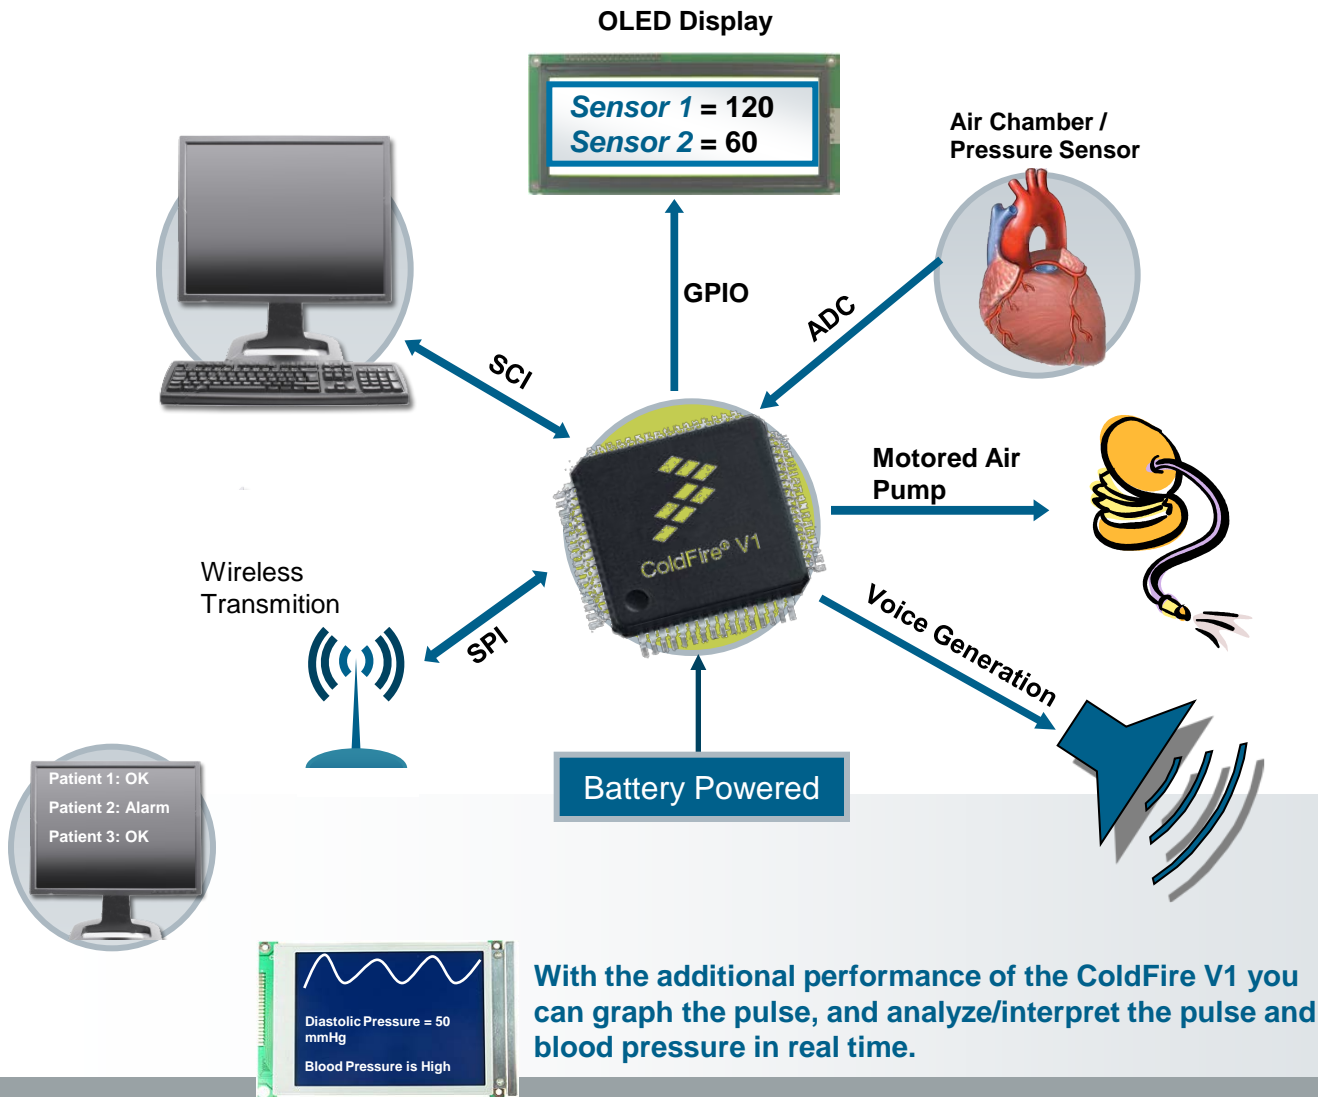 OLED Display
Sensor 1 = 120
Sensor 2 = 60
Air Chamber /
Pressure Sensor
GPIO
ADC
SCI
Motored Air
Pump
ColdFire® V1
Wireless
Transmition
SPI
Voice Generation
Battery Powered
Patient 1: OK
Patient 2: Alarm
Patient 3: OK
Diastolic Pressure = 50
mmHg
Blood Pressure is High
With the additional performance of the ColdFire V1 you
can graph the pulse, and analyze/interpret the pulse and
blood pressure in real time.